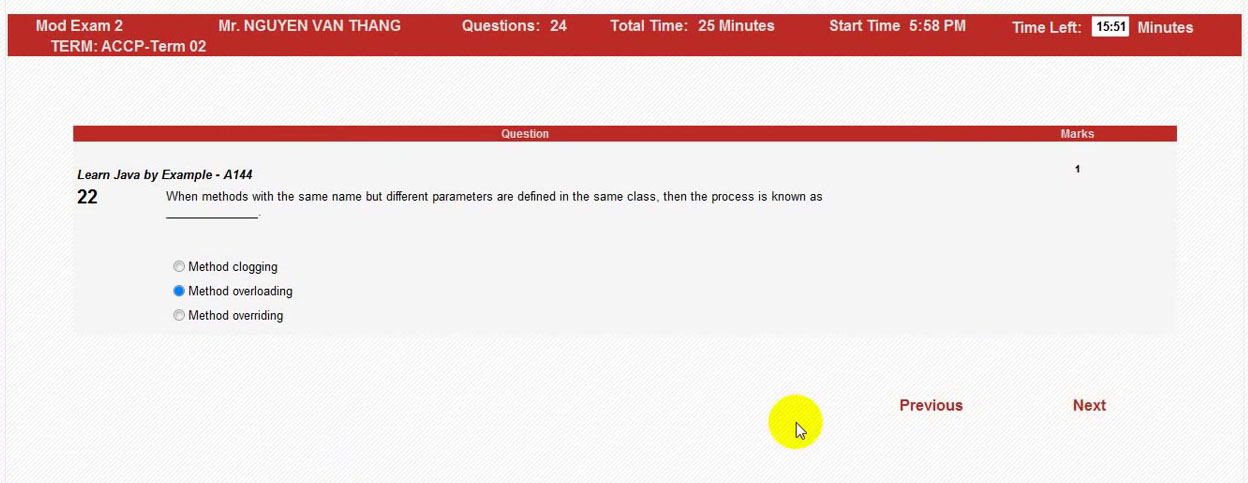 Mod Exam 2 Mr. NGUYEN VAN THANG Questions: 24 Total Time: 25 Minutes Start Time 5:58 PM Time Left: 15:51 Minutes
TERM: ACCP-Term 02
Question Marks
Learn Java by Example - A144 1
22 When methods with the same name but different parameters are defined in the same class, then the process is known as
______________.
Method clogging
Method overloading
Method overriding
Previous Next